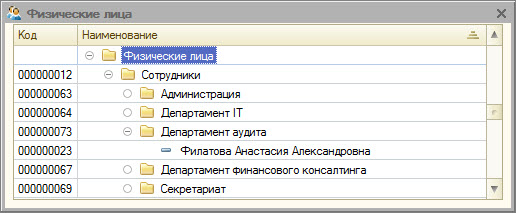 Физические лица
Код Наименование
Физические лица
000000012 Сотрудники
000000063 Администрация
000000064 Департамент IT
000000073 Департамент аудита
000000023 Филатова Анастасия Александровна
000000067 Департамент финансового консалтинга
000000069 Секретариат